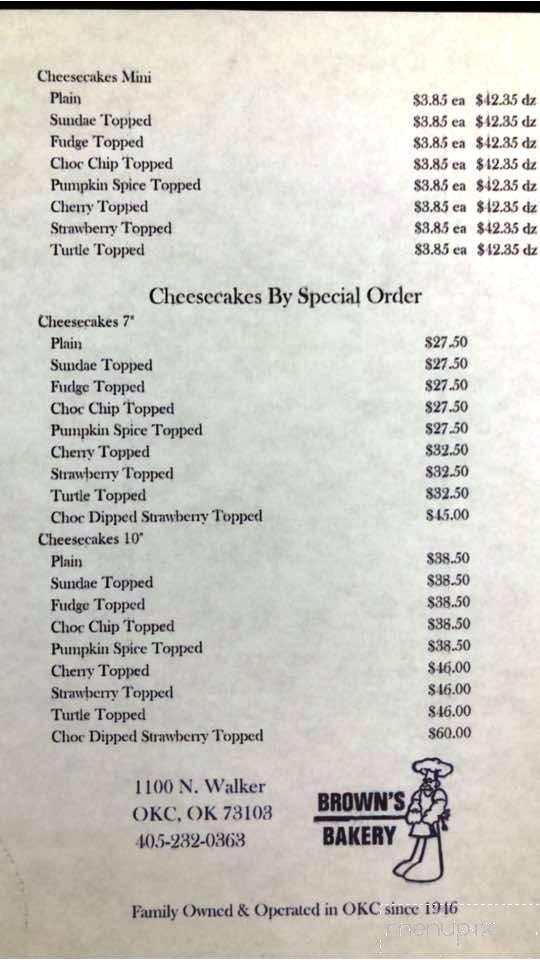 Cheesecakes Mini
Plain $3.85 ea $42.35 dz
Sundae Topped $3.85 ea $42.35 dz
Fudge Topped $3.85 ea $42.35 dz
Choc Chip Topped $3.85 ea $42.35 dz
Pumpkin Spice Topped $3.85 ea $42.35 dz
Cherry Topped $3.85 ea $42.35 dz
Strawberry Topped $3.85 ea $42.35 dz
Turtle Topped $3.85 ea $42.35 dz
Cheesecakes By Special Order
Cheesecakes 7"
Plain $27.50
Sundae Topped $27.50
Fudge Topped $27.50
Choc Chip Topped $27.50
Pumpkin Spice Topped $27.50
Cherry Topped $32.50
Strawberry Topped $32.50
Turtle Topped $32.50
Choc Dipped Strawberry Topped $45.00
Cheesecakes 10"
Plain $38.50
Sundae Topped $38.50
Fudge Topped $38.50
Choc Chip Topped $38.50
Pumpkin Spice Topped $38.50
Cherry Topped $46.00
Strawberry Topped $46.00
Turtle Topped $46.00
Choc Dipped Strawberry Topped $60.00
1100 N. Walker
OKC, OK 73103
405-232-0363
BROWN'S
BAKERY
Family Owned & Operated in OKC since 1946
menupix